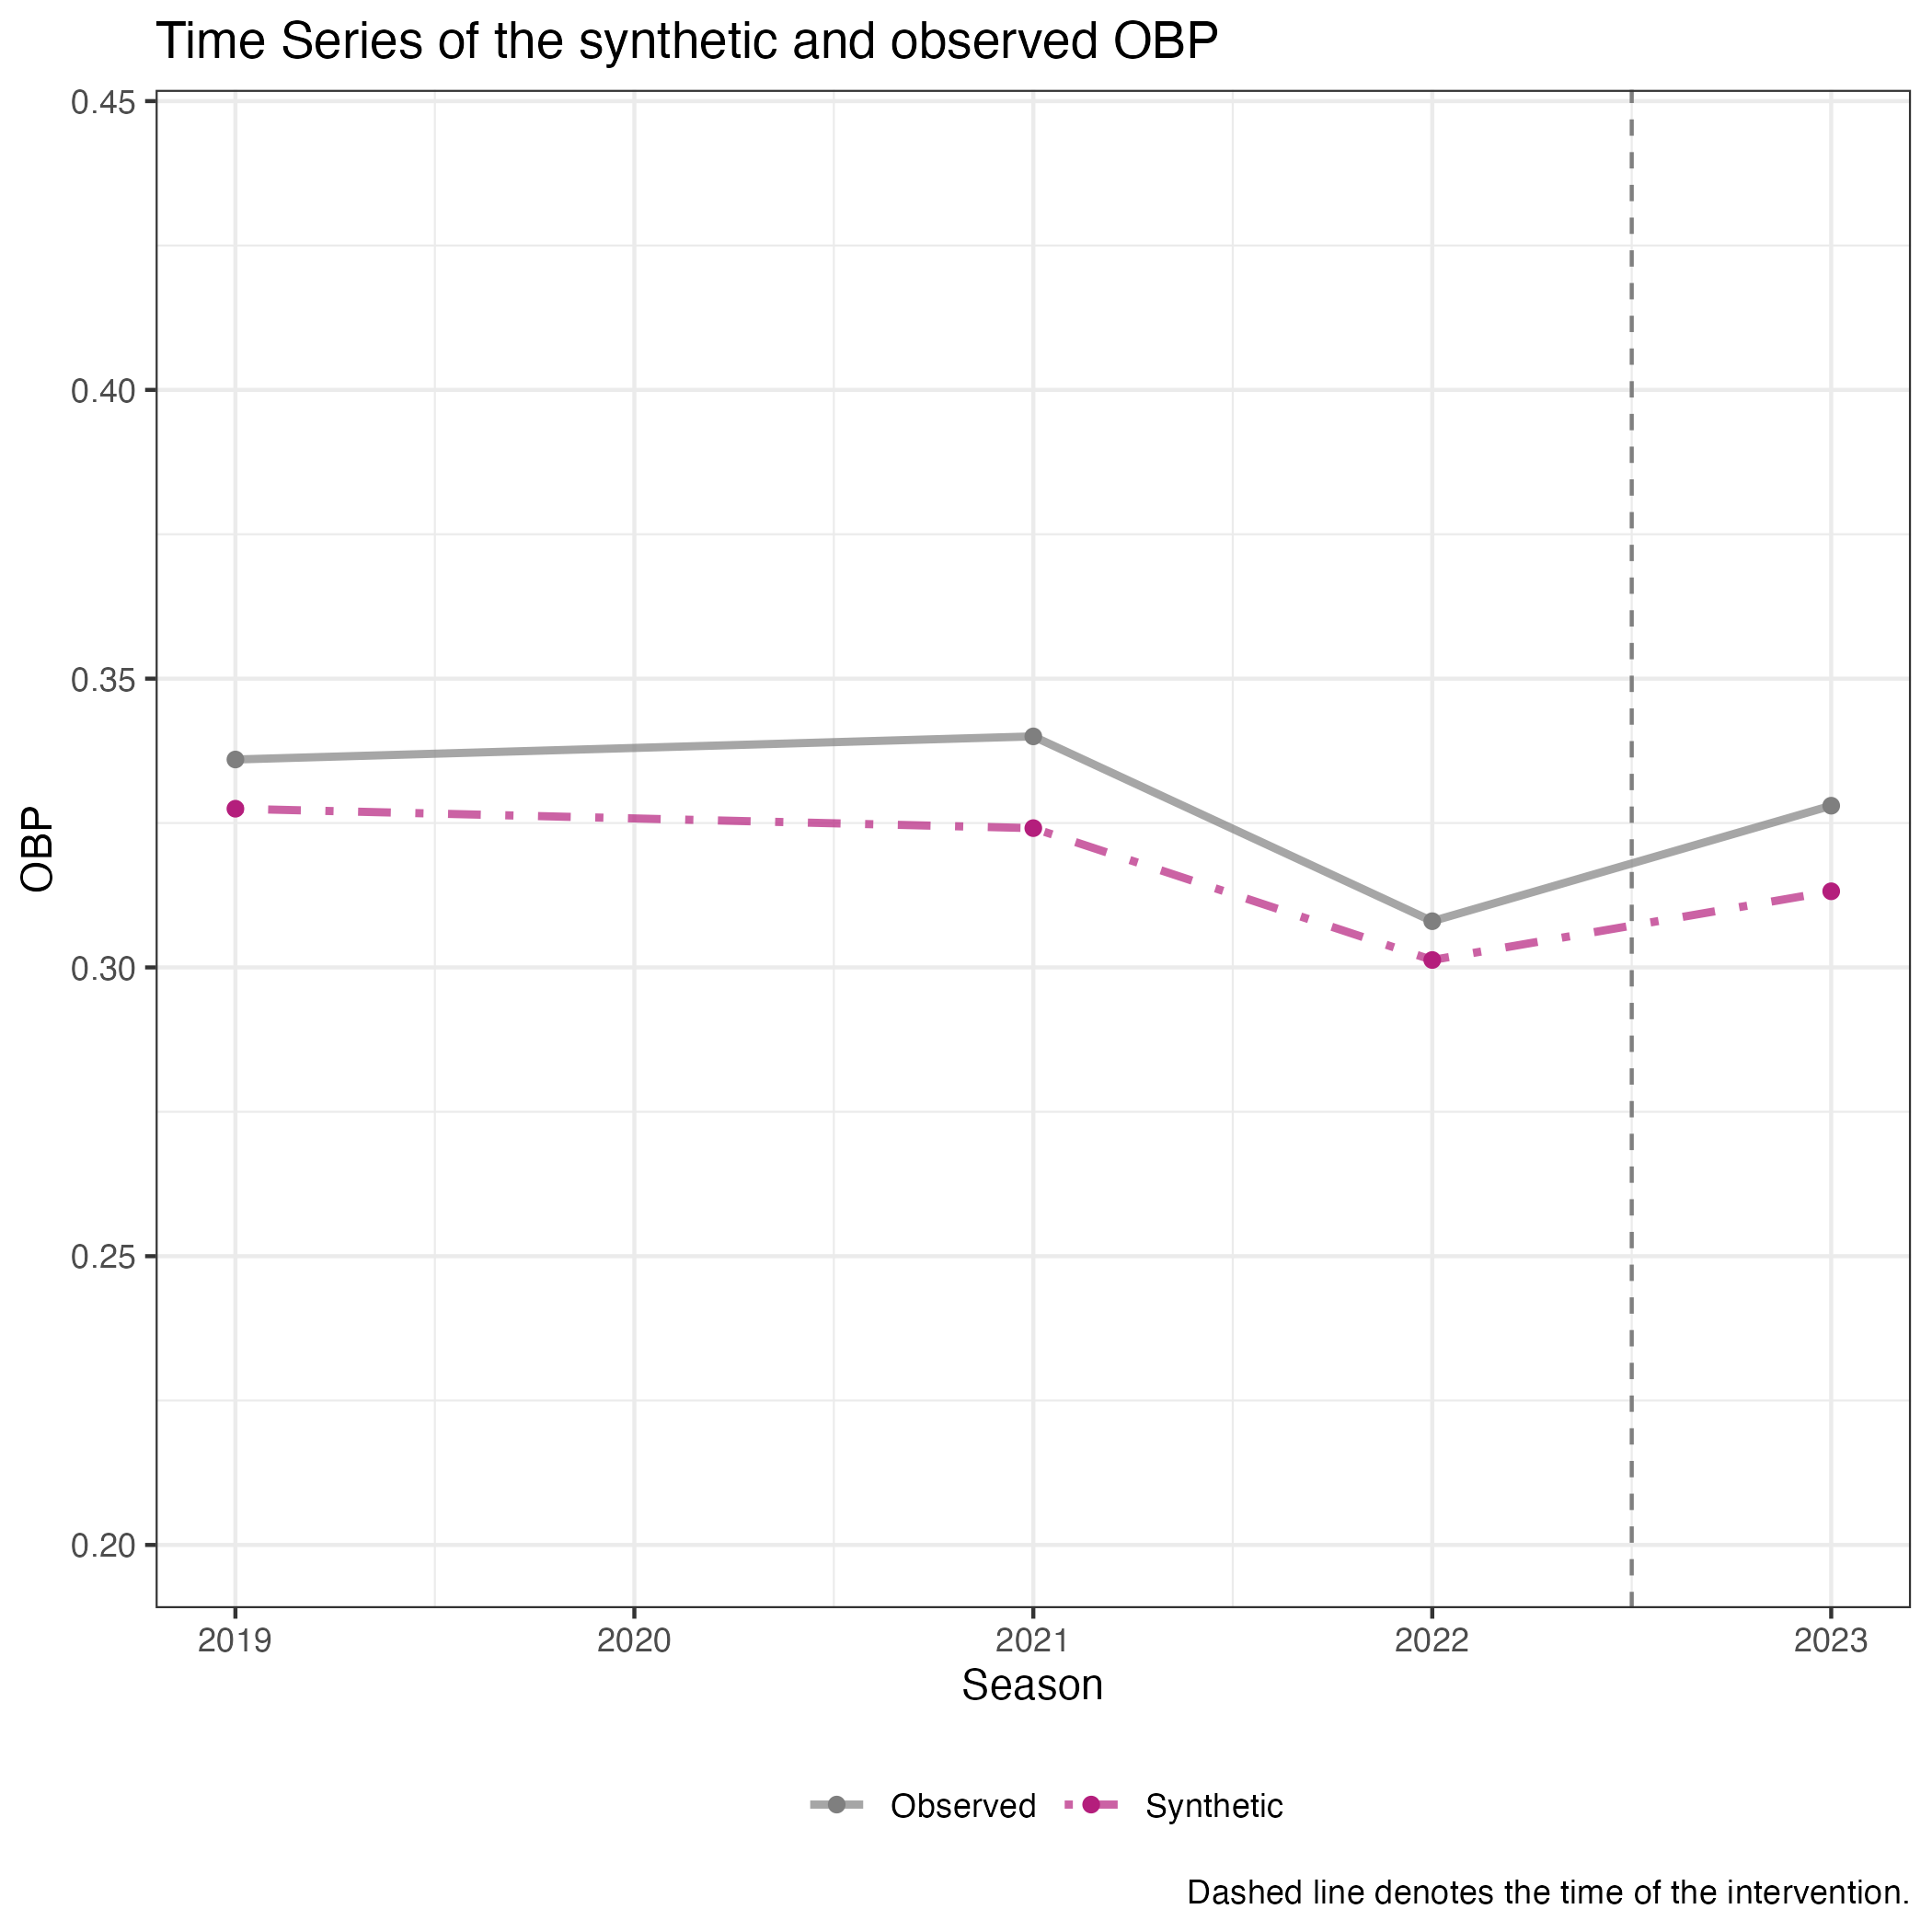 Time Series of the synthetic and observed OBP
0.45
0.40
0.35
0.30
0.25
0.20
OBP
2019 2020 2021 2022 2023
Season
Observed Synthetic
Dashed line denotes the time of the intervention.